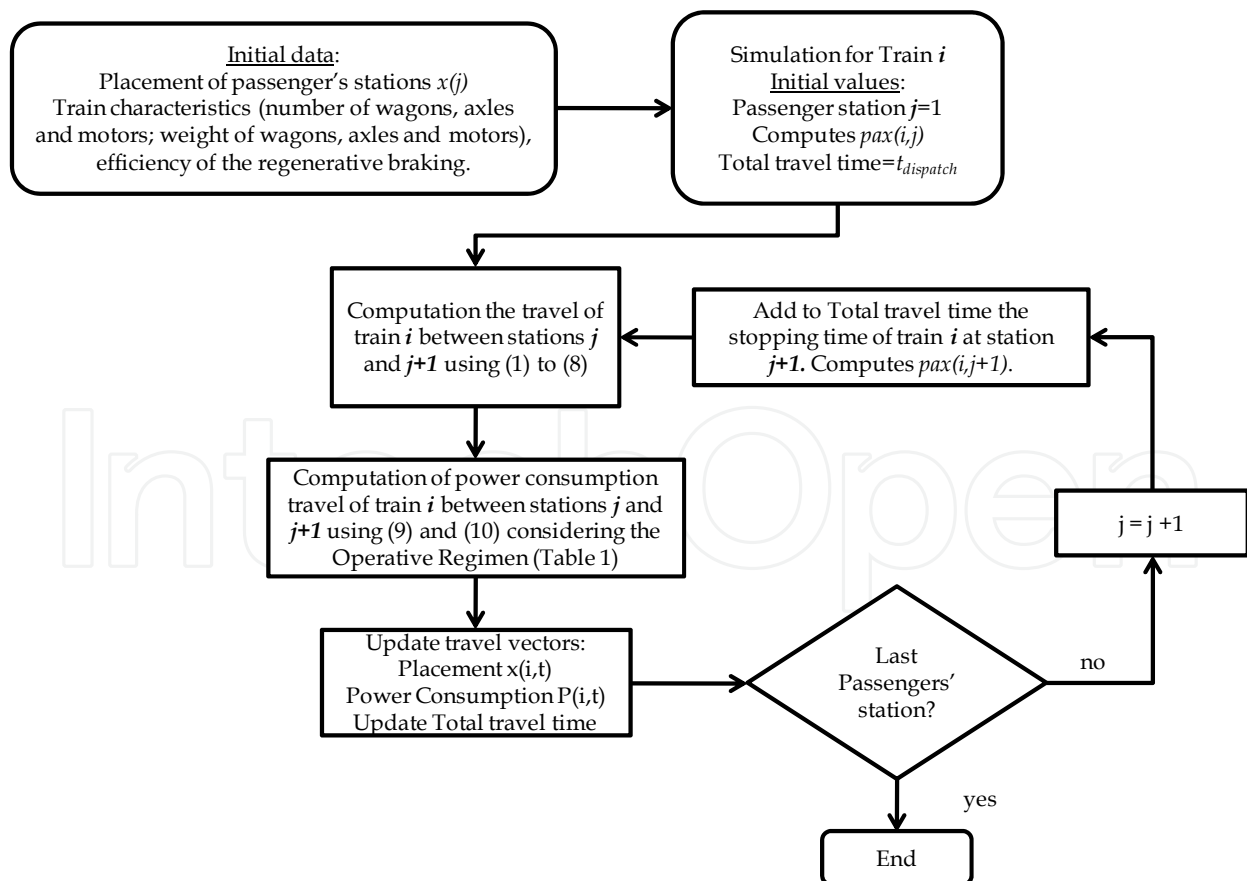 Initial data:
Placement of passenger's stations x(j)
Train characteristics (number of wagons, axles
and motors; weight of wagons, axles and motors),
efficiency of the regenerative braking.
Simulation for Train i
Initial values:
Passenger station j=1
Computes pax(i,j)
Total travel time=tdispatch
Computation the travel of
train i between stations j
and j+1 using (1) to (8)
Add to Total travel time the
stopping time of train i at station
j+1. Computes pax(i,j+1).
Computation of power consumption
travel of train i between stations j and
j+1 using (9) and (10) considering the
Operative Regimen (Table 1)
j = j +1
Update travel vectors:
Placement x(i,t)
Power Consumption P(i,t)
Update Total travel time
Last
Passengers'
station?
no
yes
End
IntechOpen